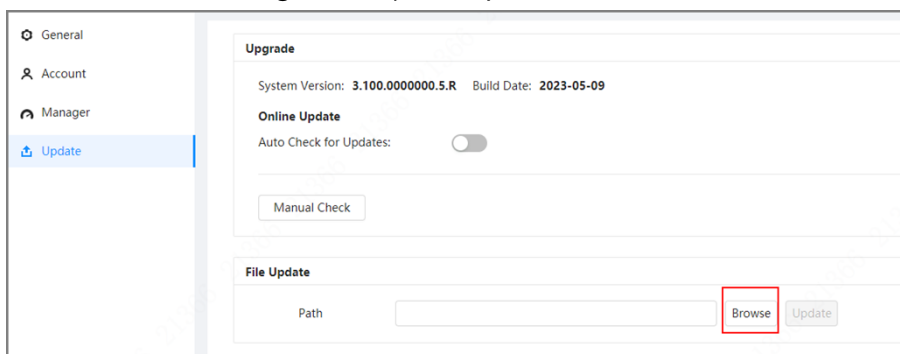 General
Account
Manager
Update
Upgrade
System Version: 3.100.0000000.5.R Build Date: 2023-05-09
Online Update
Auto Check for Updates:
Manual Check
File Update
Path Browse Update